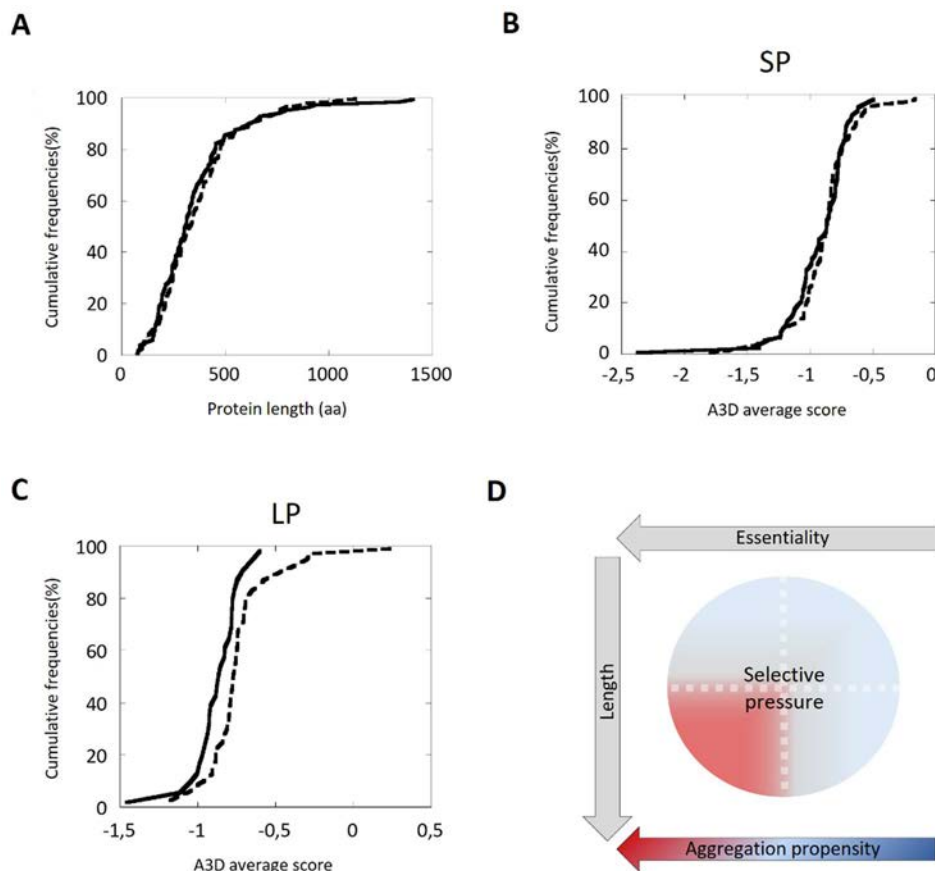 A
Cumulative frequencies(%)
100
80
60
40
20
0
0
500
1000
1500
Protein length (aa)
B
SP
Cumulative frequencies(%)
100
80
60
40
20
0
-2,5
-2
-1,5
-1
-0,5
0
A3D average score
C
LP
Cumulative frequencies(%)
100
80
60
40
20
0
-1,5
-1
-0,5
0
0,5
A3D average score
D
Essentiality
Length
Selective
pressure
Aggregation propensity